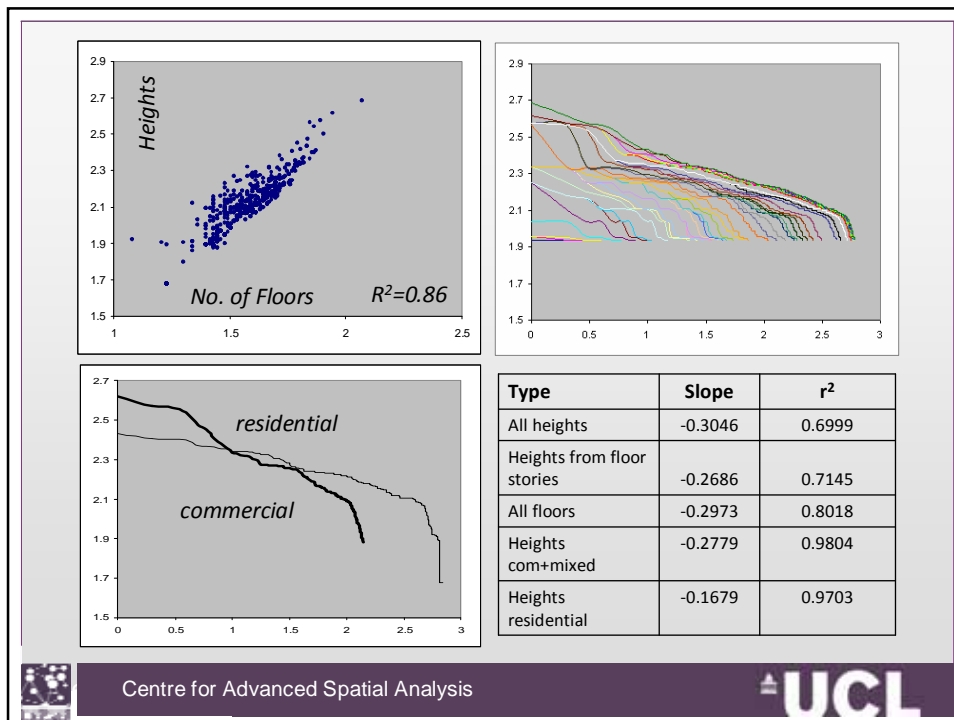 2.9
2.7
2.5
2.3
2.1
1.9
1.7
1.5
Heights
No. of Floors
R²=0.86
1 1.5 2 2.5
2.9
2.7
2.5
2.3
2.1
1.9
1.7
1.5
0 0.5 1 1.5 2 2.5 3
2.7
2.5
2.3
2.1
1.9
1.7
1.5
residential
commercial
0 0.5 1 1.5 2 2.5 3
Type Slope r²
All heights -0.3046 0.6999
Heights from floor
stories -0.2686 0.7145
All floors -0.2973 0.8018
Heights
com+mixed -0.2779 0.9804
Heights
residential -0.1679 0.9703
Centre for Advanced Spatial Analysis
UCL